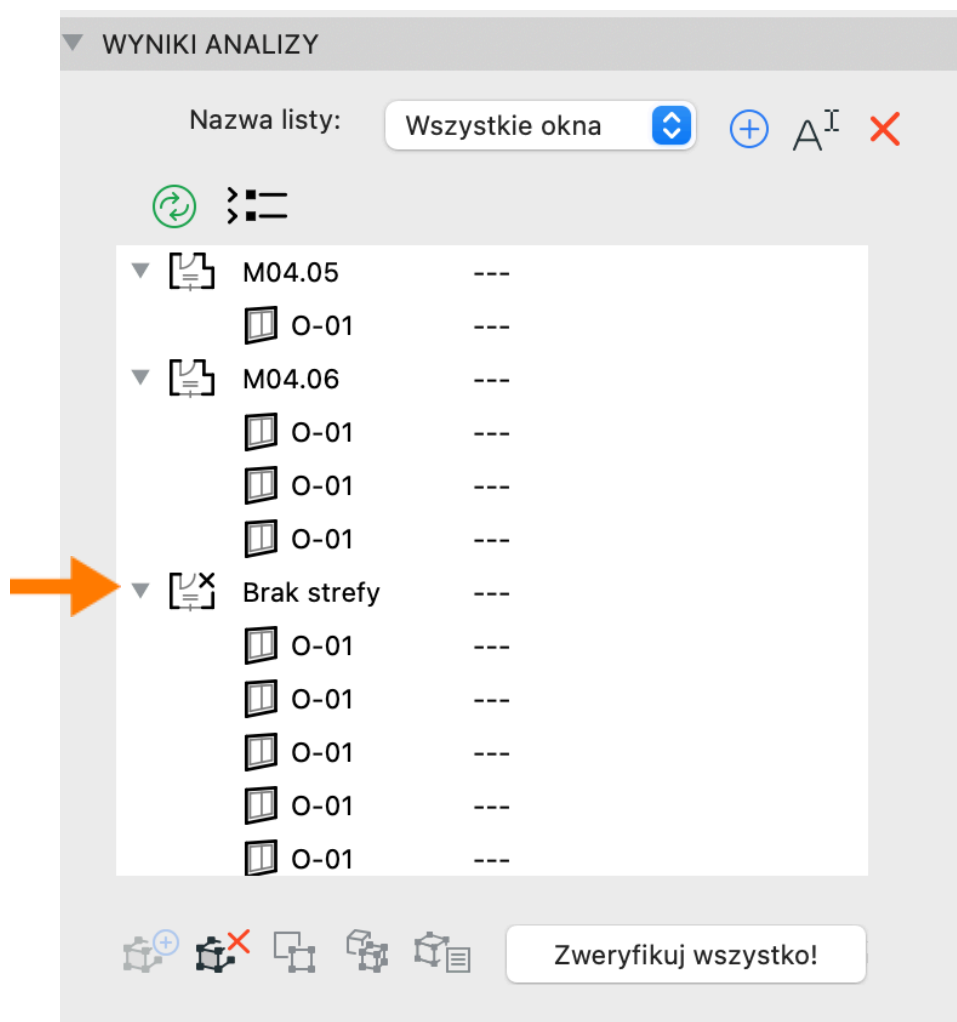 WYNIKI ANALIZY
Nazwa listy: Wszystkie okna
M04.05 ---
O-01 ---
M04.06 ---
O-01 ---
O-01 ---
O-01 ---
Brak strefy ---
O-01 ---
O-01 ---
O-01 ---
O-01 ---
O-01 ---
Zweryfikuj wszystko!